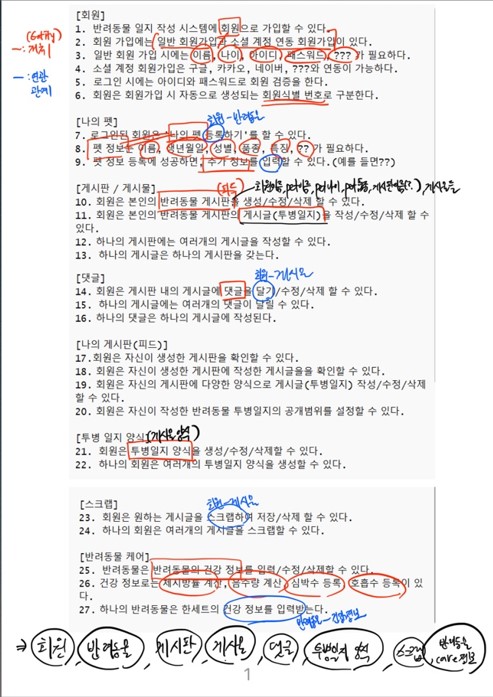 [회원]
(Entity)
1. 반려동물 일지 작성 시스템에 회원으로 가입할 수 있다.
2. 회원 가입에는 일반 회원가입과 소셜 계정 연동 회원가입이 있다.
3. 일반 회원 가입 시에는 이름, 나이, 아이디, 패스워드, ???가 필요하다.
—: 개체
4. 소셜 계정 회원가입은 구글, 카카오, 네이버, ???와 연동이 가능하다.
—: 연관
관계
5. 로그인 시에는 아이디와 패스워드로 회원 검증을 한다.
6. 회원은 회원가입 시 자동으로 생성되는 회원식별 번호로 구분한다.
[나의 펫]
회원-반려동물
7. 로그인된 회원은 '나의 펫 등록하기'를 할 수 있다.
8. 펫 정보는 이름, 생년월일, 성별, 품종, 특징, ??가 필요하다.
9. 펫 정보 등록에 성공하면, 추가 정보를 입력할 수 있다.(예를 들면??)
[게시판 / 게시물]
(피드)
10. 회원은 본인의 반려동물 게시판을 생성/수정/삭제 할 수 있다.
11. 회원은 본인의 반려동물 게시판의 게시글(투병일지)을 작성/수정/삭제 할 수
있다.
12. 하나의 게시판에는 여러개의 게시글을 작성할 수 있다.
13. 하나의 게시글은 하나의 게시판을 갖는다.
[댓글]
회원-게시물
14. 회원은 게시판 내의 게시글에 댓글을 달기/수정/삭제 할 수 있다.
15. 하나의 게시글에는 여러개의 댓글이 달릴 수 있다.
16. 하나의 댓글은 하나의 게시글에 작성된다.
[나의 게시판(피드)]
17.회원은 자신이 생성한 게시판을 확인할 수 있다.
18. 회원은 자신이 생성한 게시판에 작성한 게시글을을 확인할 수 있다.
19. 회원은 자신의 게시판에 다양한 양식으로 게시글(투병일지) 작성/수정/삭제
할 수 있다.
20. 회원은 자신이 작성한 반려동물 투병일지의 공개범위를 설정할 수 있다.
[투병 일지 양식](게시물양식)
21. 회원은 투병일지 양식을 생성/수정/삭제할 수 있다.
22. 하나의 회원은 여러개의 투병일지 양식을 생성할 수 있다.
[스크랩]
회원-게시물
23. 회원은 원하는 게시글을 스크랩하여 저장/삭제 할 수 있다.
24. 하나의 회원은 여러개의 게시글을 스크랩할 수 있다.
[반려동물 케어]
25. 반려동물은 반려동물의 건강 정보를 입력/수정/삭제할 수 있다.
26. 건강 정보로는 체지방률 계산, 음수량 계산, 심박수 등록, 호흡수 등록이 있
다.
27. 하나의 반려동물은 한세트의 건강 정보를 입력받는다.
반려동물-건강정보
⇒ 회원, 반려동물, 게시판, 게시물, 댓글, 투병일지 양식, 스크랩, 반려동물 care정보
1